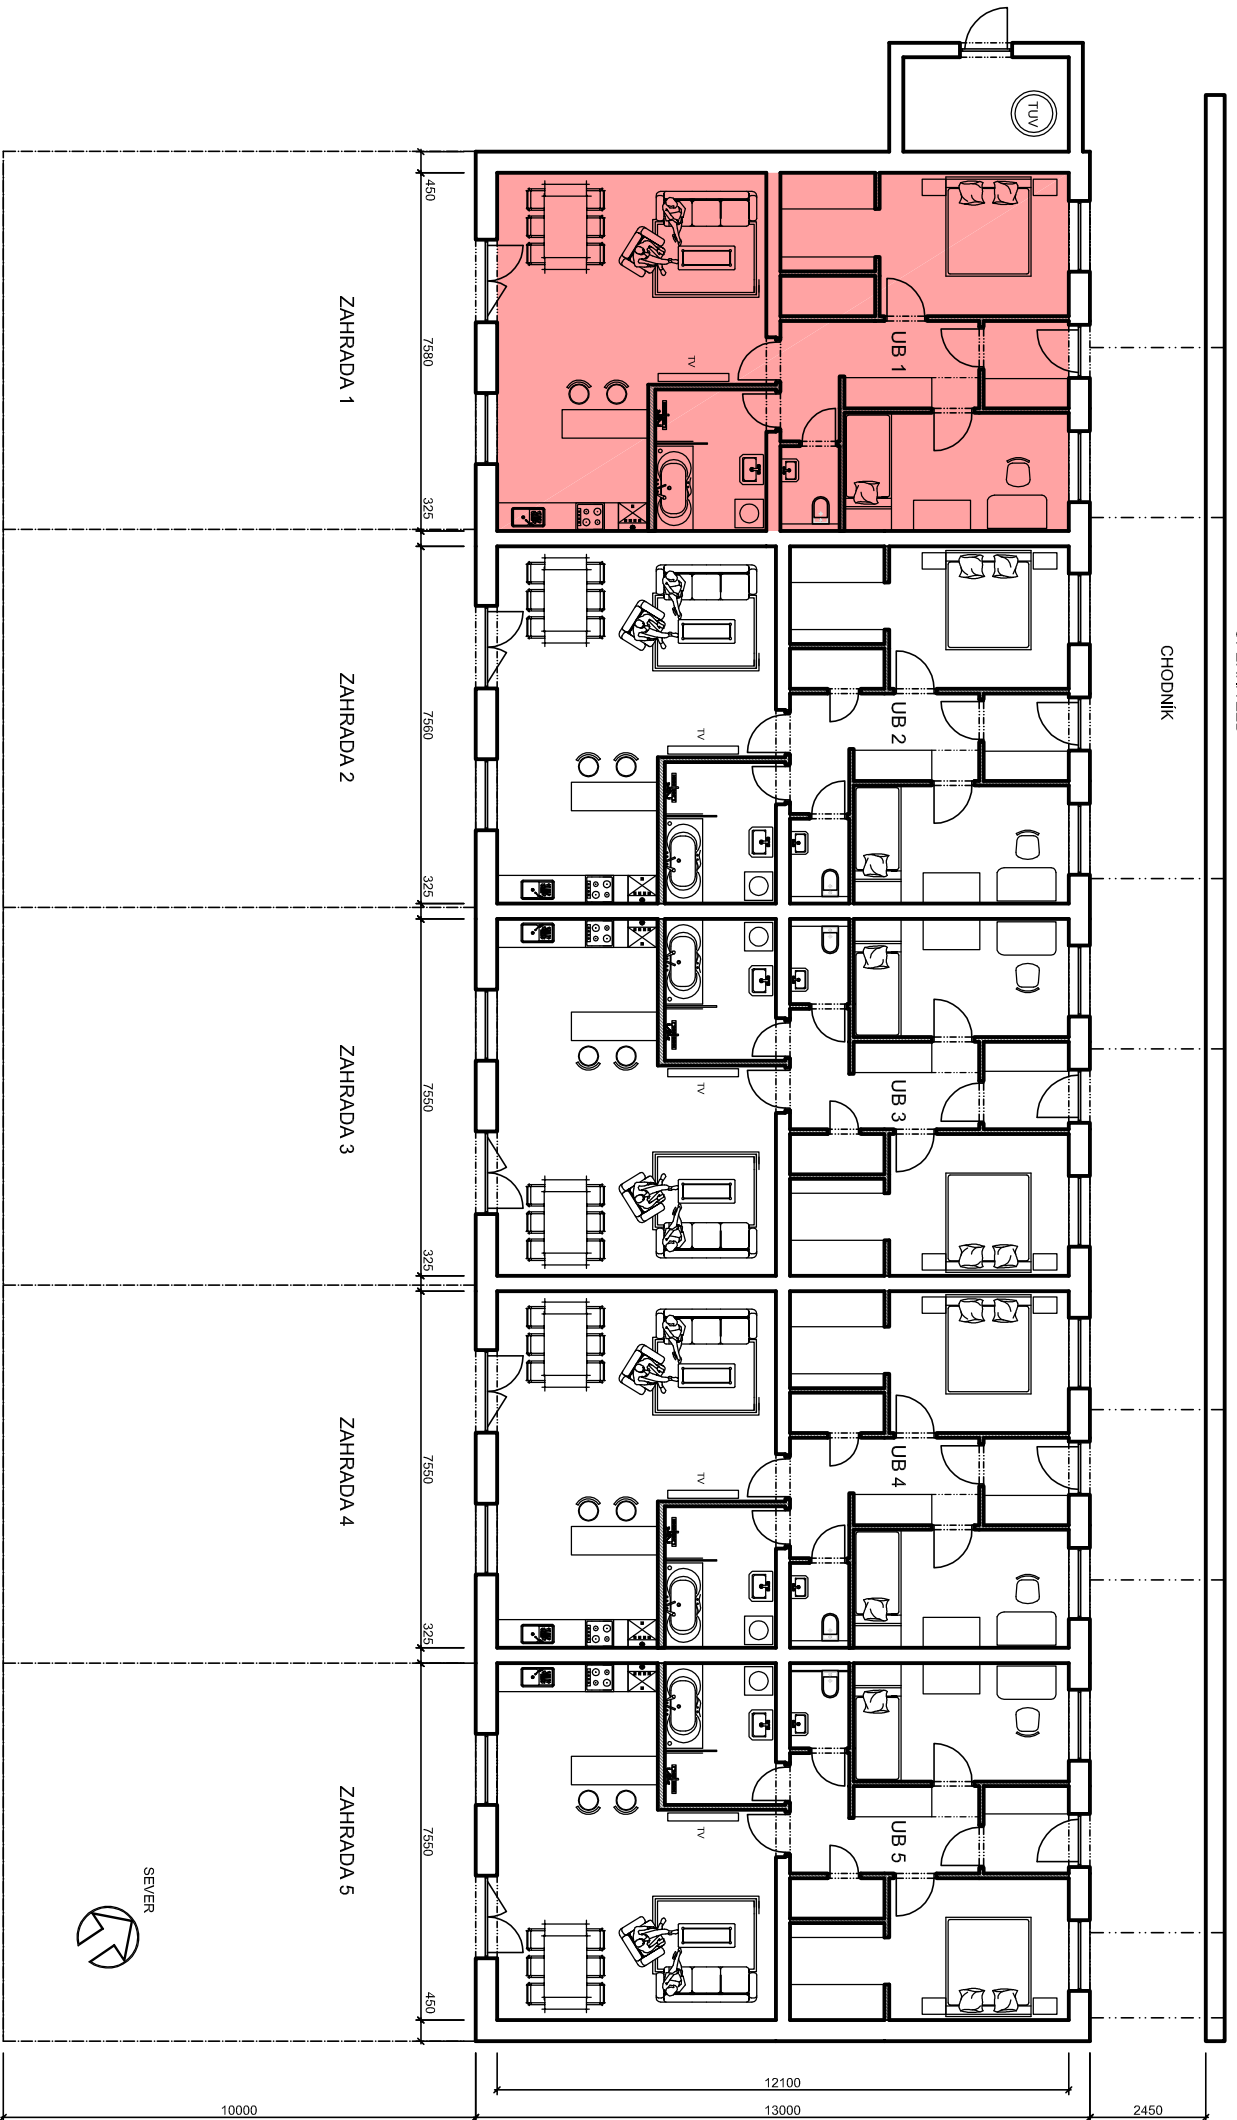 TUV
CHODNÍK
UB 1
TV
450
7580
325
ZAHRADA 1
UB 2
TV
7560
325
ZAHRADA 2
UB 3
TV
7550
325
ZAHRADA 3
UB 4
TV
7550
325
ZAHRADA 4
UB 5
TV
7550
450
ZAHRADA 5
SEVER
12100
10000
13000
2450